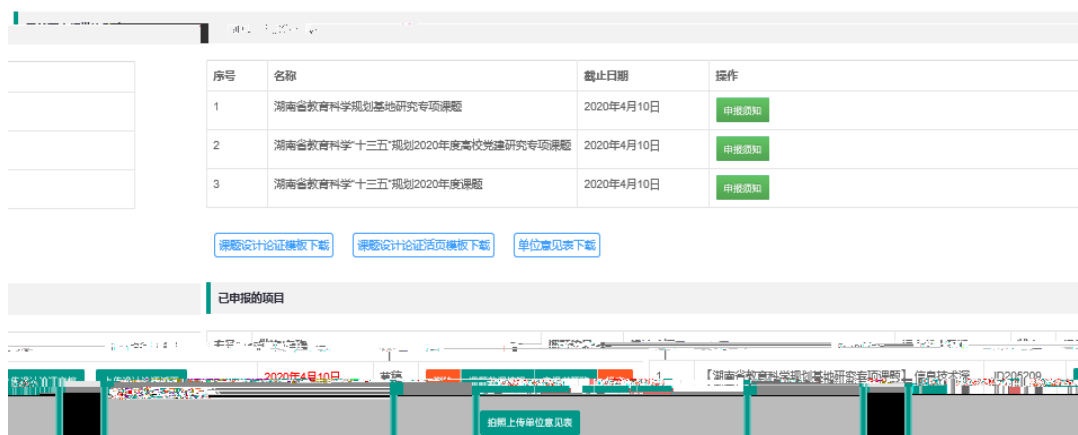 序号 名称 截止日期 操作
1 湖南省教育科学规划基地研究专项课题 2020年4月10日 申报须知
2 湖南省教育科学“十三五”规划2020年度高校党建研究专项课题 2020年4月10日 申报须知
3 湖南省教育科学“十三五”规划2020年度课题 2020年4月10日 申报须知
课题设计论证模板下载 课题设计论证活页模板下载 单位意见表下载
已申报的项目
2020年4月10日 草稿 1 【湖南省教育科学规划基地研究专项课题】 信息技术深 ID205209
拍照上传单位意见表